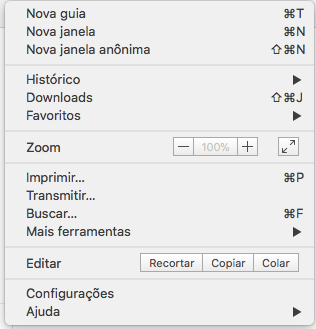 Nova guia ⌘T
Nova janela ⌘N
Nova janela anônima ⇧⌘N
Histórico ▶
Downloads ⇧⌘J
Favoritos ▶
Zoom − 100% +
Imprimir... ⌘P
Transmitir...
Buscar... ⌘F
Mais ferramentas ▶
Editar Recortar Copiar Colar
Configurações
Ajuda ▶